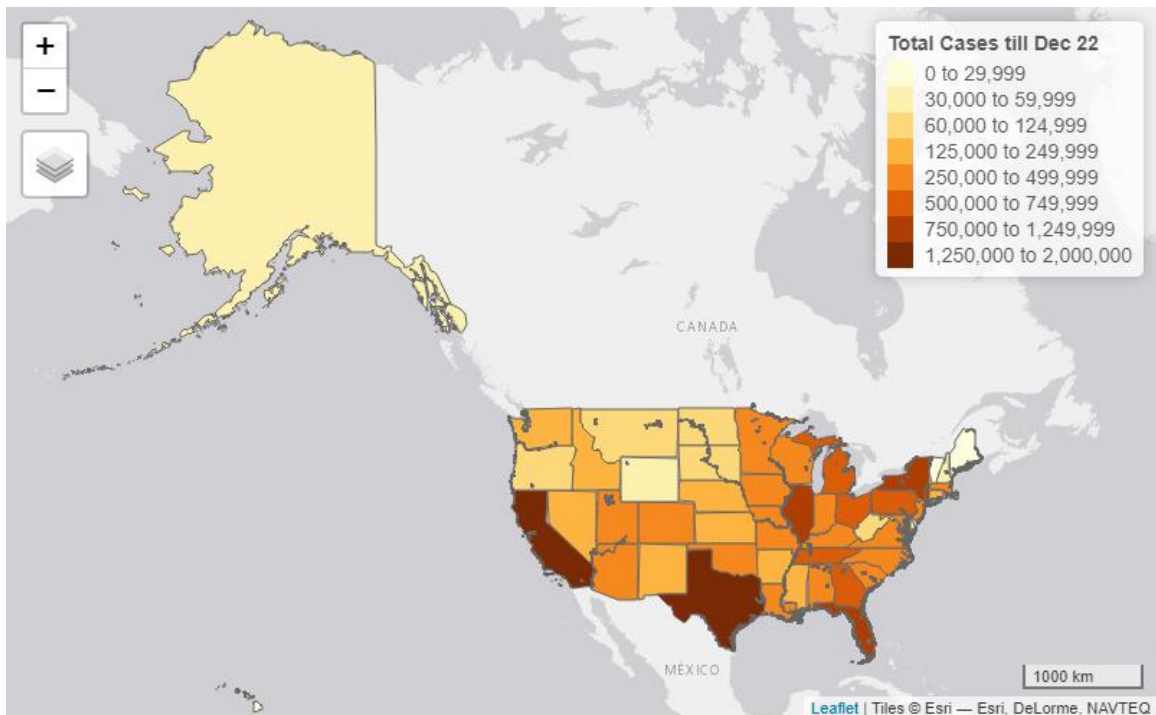 +
−
Total Cases till Dec 22
0 to 29,999
30,000 to 59,999
60,000 to 124,999
125,000 to 249,999
250,000 to 499,999
500,000 to 749,999
750,000 to 1,249,999
1,250,000 to 2,000,000
CANADA
MÉXICO
1000 km
Leaflet | Tiles © Esri — Esri, DeLorme, NAVTEQ